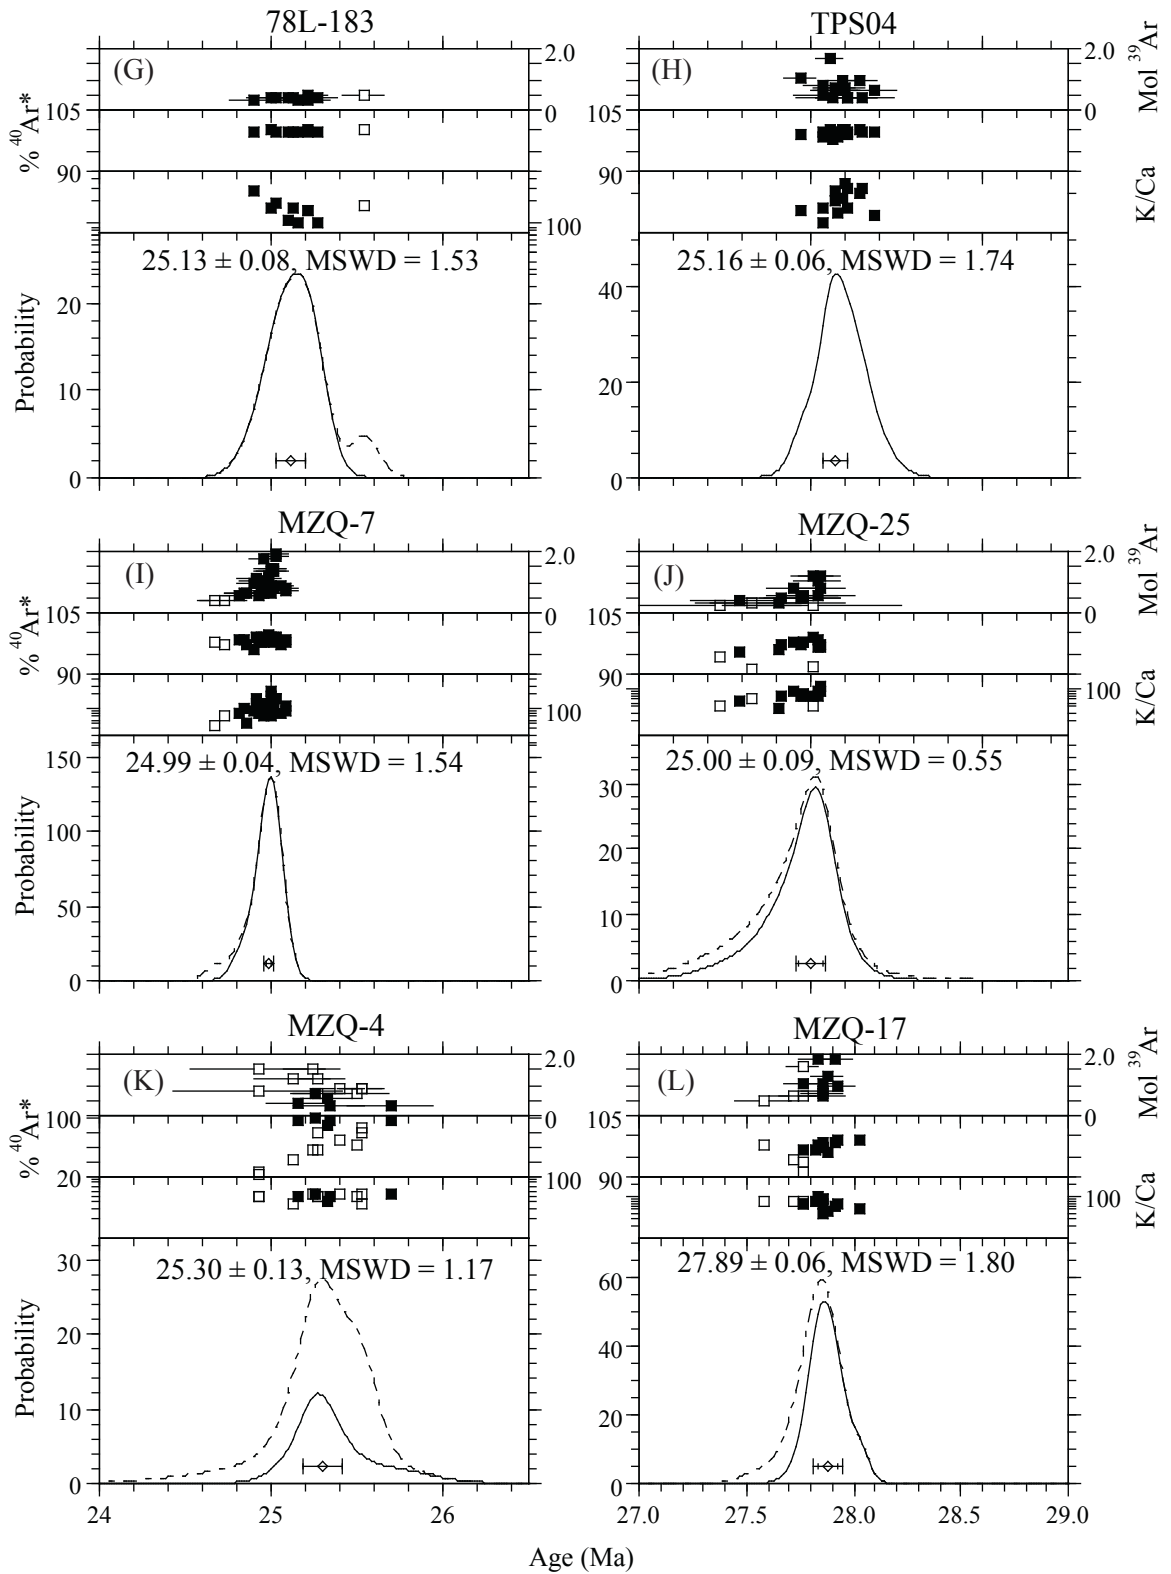 78L-183 TPS04
(G) 2.0 (H) 2.0
Mol ³⁹Ar
105 0 105 0
% ⁴⁰Ar*
90 90
K/Ca
100
25.13 ± 0.08, MSWD = 1.53 25.16 ± 0.06, MSWD = 1.74
20 40
Probability
10 20
0 0
MZQ-7 MZQ-25
(I) 2.0 (J) 2.0
Mol ³⁹Ar
105 0 105 0
% ⁴⁰Ar*
90 90
100 100
K/Ca
24.99 ± 0.04, MSWD = 1.54 25.00 ± 0.09, MSWD = 0.55
150 30
100 20
Probability
50 10
0 0
MZQ-4 MZQ-17
(K) 2.0 (L) 2.0
Mol ³⁹Ar
100 0 105 0
% ⁴⁰Ar*
20 100 90
100
K/Ca
25.30 ± 0.13, MSWD = 1.17 27.89 ± 0.06, MSWD = 1.80
30 60
20 40
Probability
10 20
0 0
24 25 26 27.0 27.5 28.0 28.5 29.0
Age (Ma)